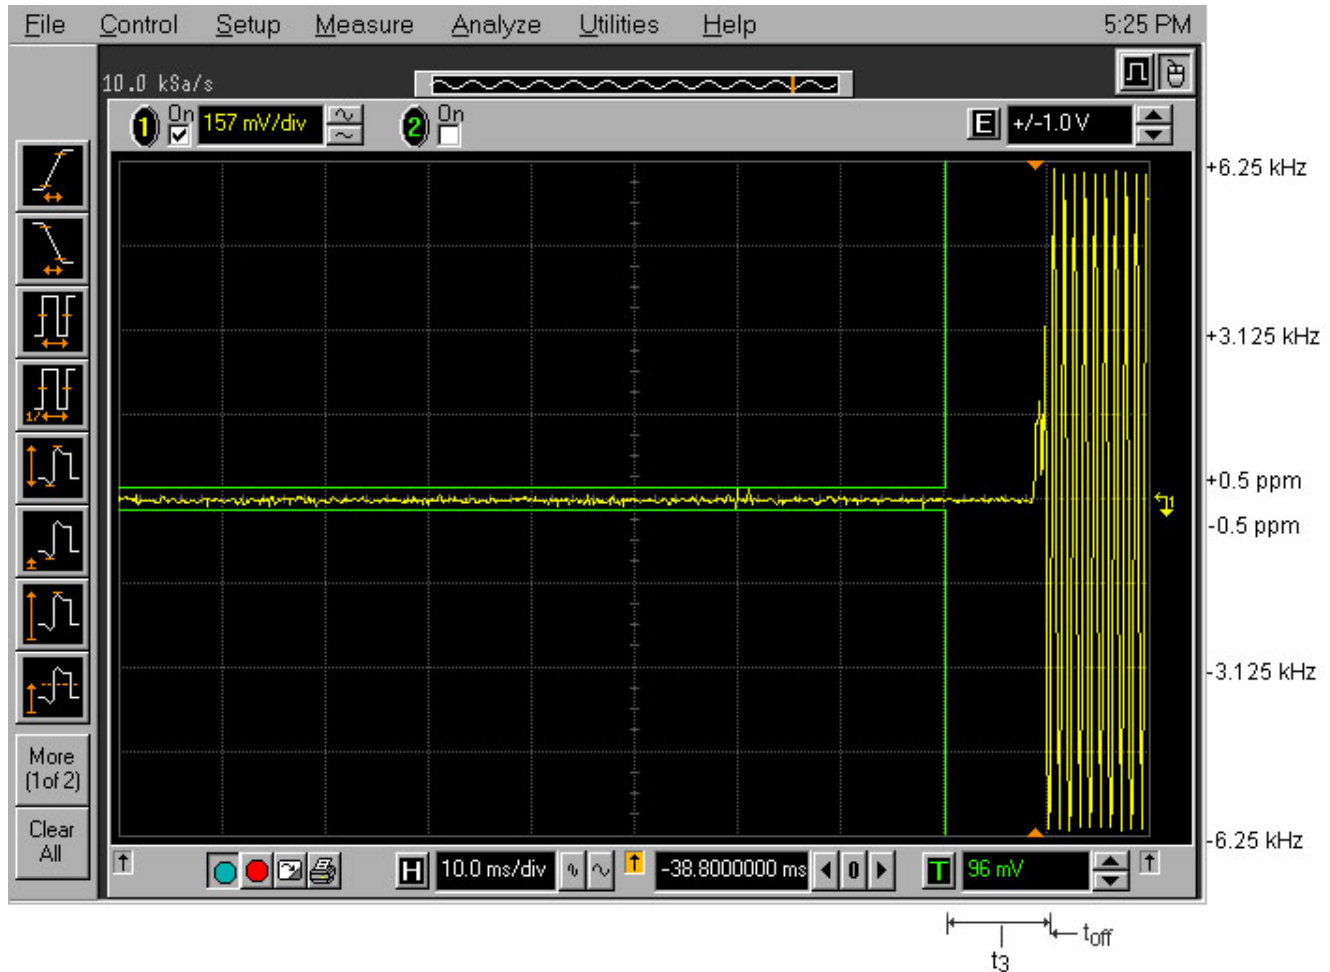 File Control Setup Measure Analyze Utilities Help 5:25 PM
10.0 kSa/s
1 On 157 mV/div 2 On E +/-1.0 V
+6.25 kHz
+3.125 kHz
1/
+0.5 ppm
1
-0.5 ppm
-3.125 kHz
More
(1of 2)
Clear
All
-6.25 kHz
H 10.0 ms/div -38.8000000 ms 0 T 96 mV
toff
t3